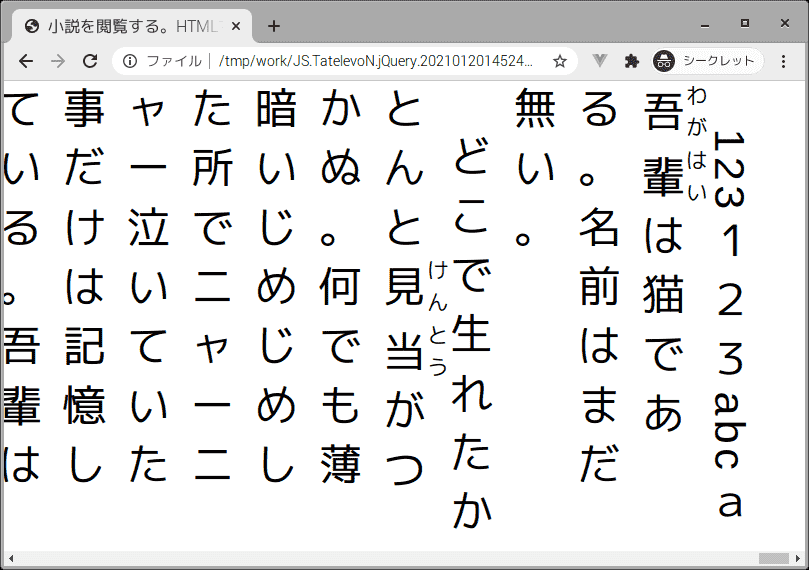 小説を閲覧する。HTML
ファイル | /tmp/work/JS.TatelevoN.jQuery.2021012014524... シークレット
123１２３abcａ
わがはい
吾輩は猫であ
る。名前はまだ
無い。
どこで生れたか
けんとう
とんと見当がつ
かぬ。何でも薄
暗いじめじめし
た所でニャーニ
ャー泣いていた
事だけは記憶し
ている。吾輩は